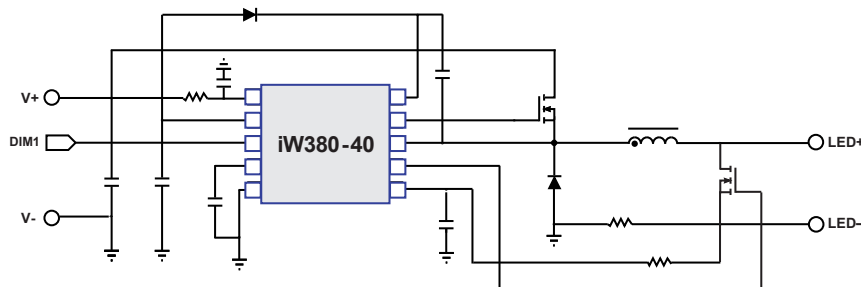 V+
DIM1
iW380-40
LED+
V-
LED–